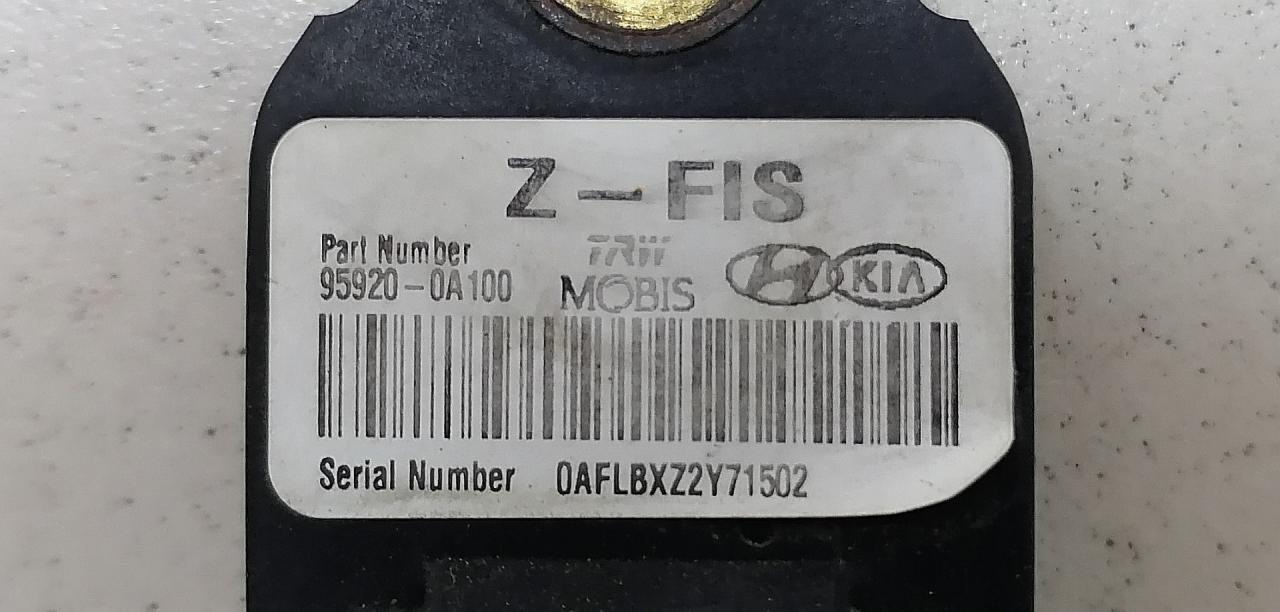 Z - FIS
Part Number
95920-0A100
TRW
MOBIS
KIA
Serial Number 0AFLBXZ2Y71502